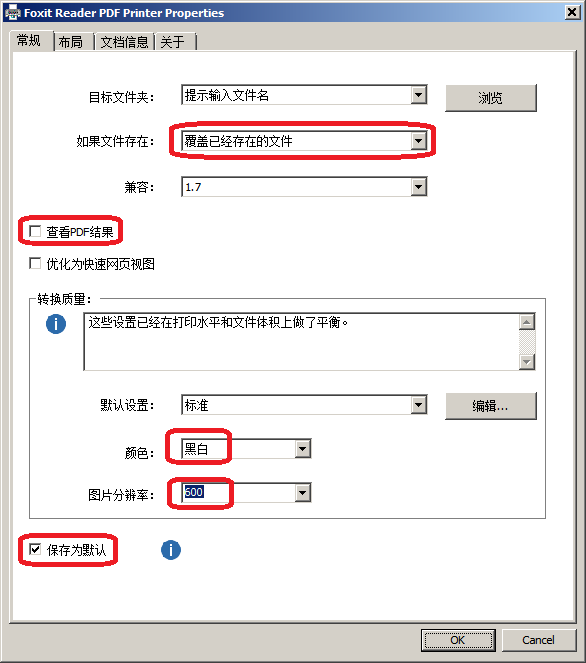 Foxit Reader PDF Printer Properties
常规 布局 文档信息 关于
目标文件夹： 提示输入文件名 浏览
如果文件存在： 覆盖已经存在的文件
兼容： 1.7
查看PDF结果
优化为快速网页视图
转换质量：
这些设置已经在打印水平和文件体积上做了平衡。
默认设置： 标准 编辑...
颜色： 黑白
图片分辨率： 600
保存为默认
OK Cancel